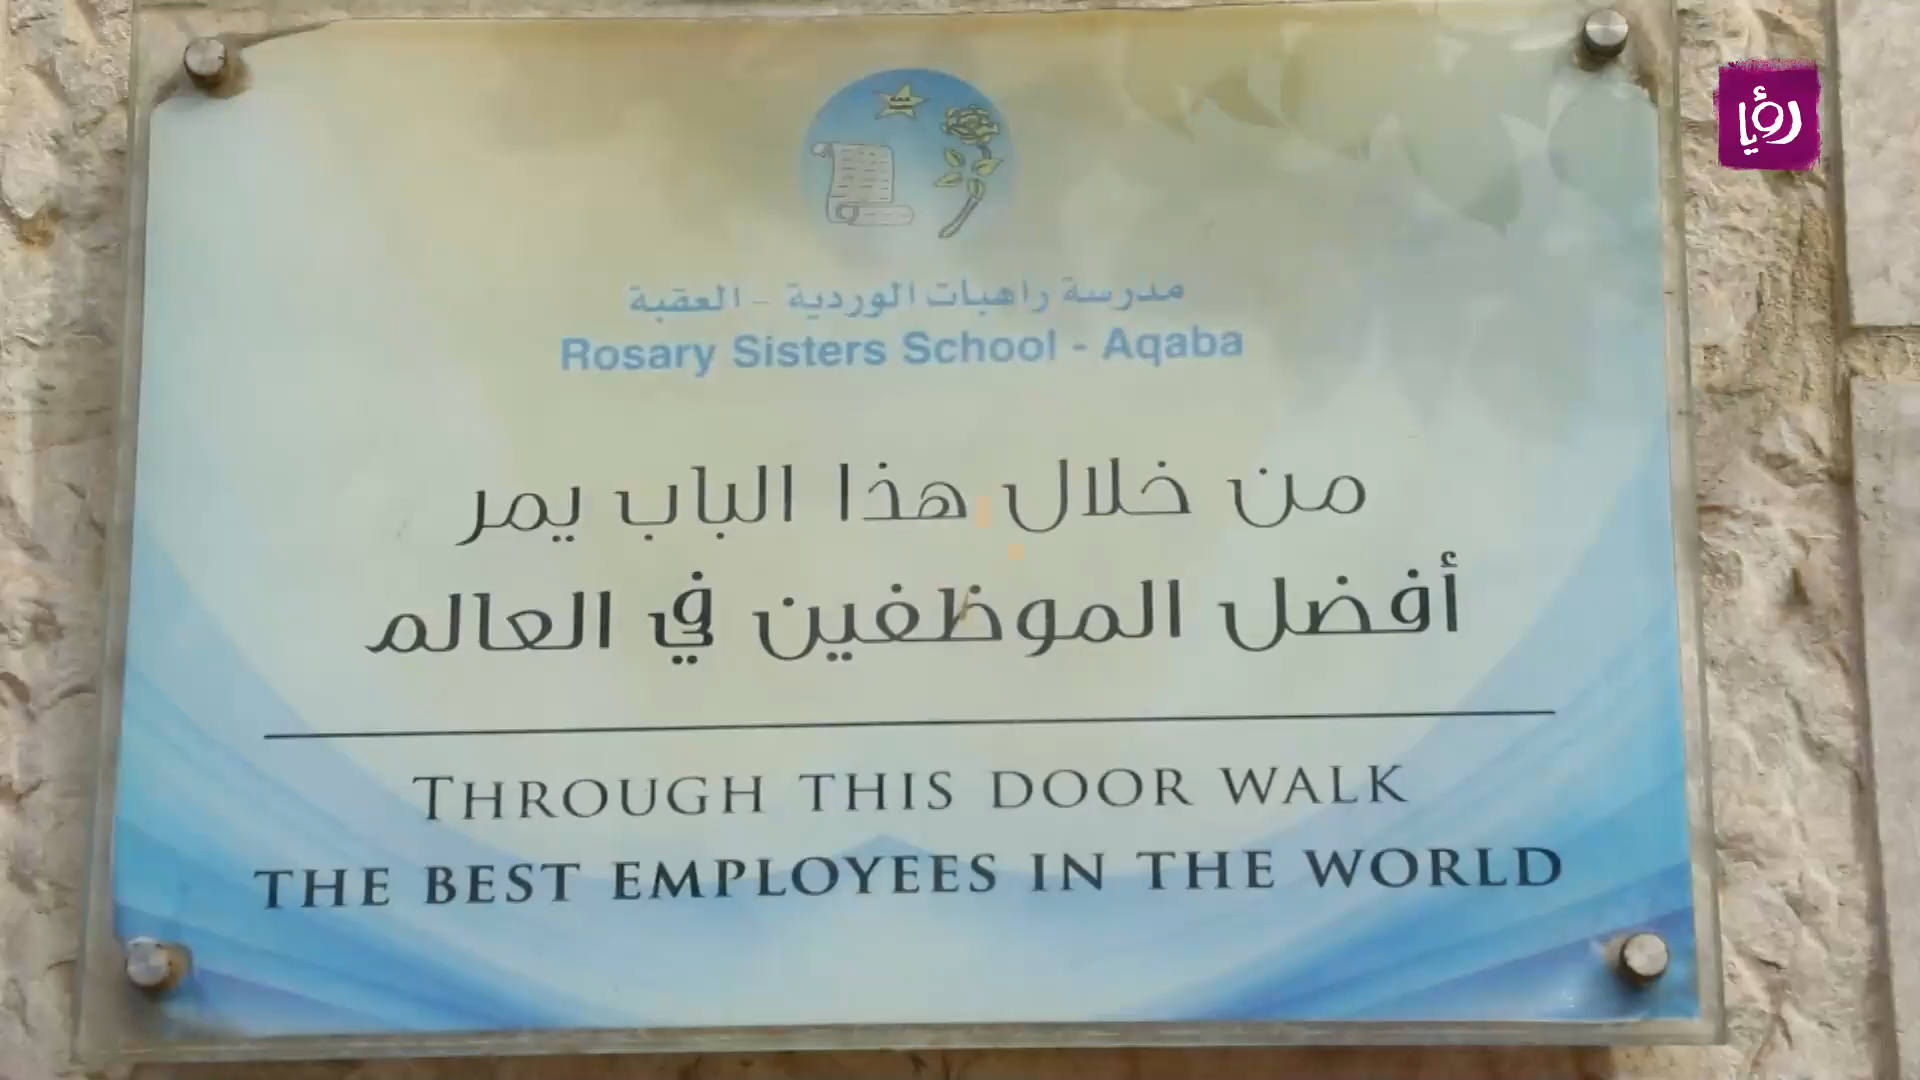 رؤيا
مدرسة راهبات الوردية - العقبة
Rosary Sisters School - Aqaba
من خلال هذا الباب يمر
أفضل الموظفين في العالم
THROUGH THIS DOOR WALK
THE BEST EMPLOYEES IN THE WORLD